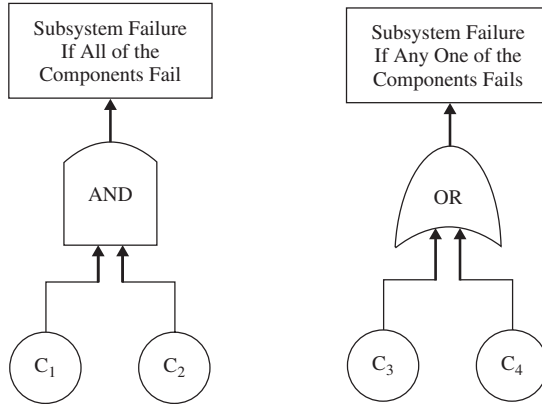 Subsystem Failure
If All of the
Components Fail
AND
C₁
C₂
Subsystem Failure
If Any One of the
Components Fails
OR
C₃
C₄